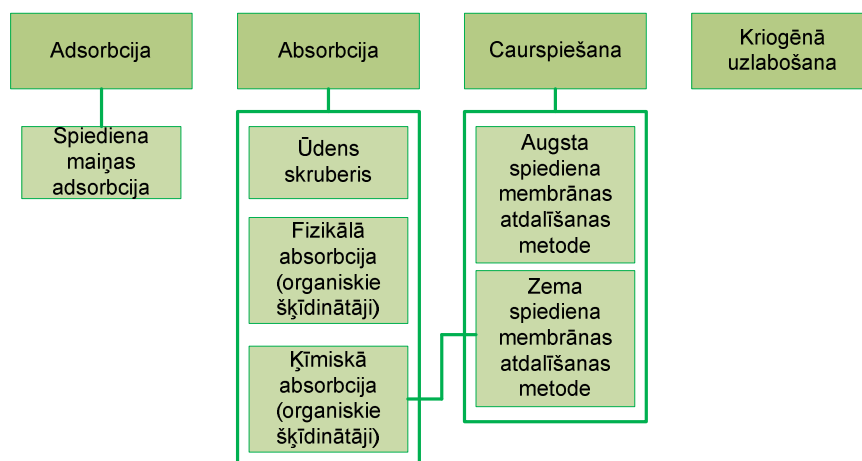 Adsorbcija
Spiediena
maiņas
adsorbcija
Absorbcija
Ūdens
skruberis
Fizikālā
absorbcija
(organiskie
šķīdinātāji)
Ķīmiskā
absorbcija
(organiskie
šķīdinātāji)
Caurspiešana
Augsta
spiediena
membrānas
atdalīšanas
metode
Zema
spiediena
membrānas
atdalīšanas
metode
Kriogēnā
uzlabošana